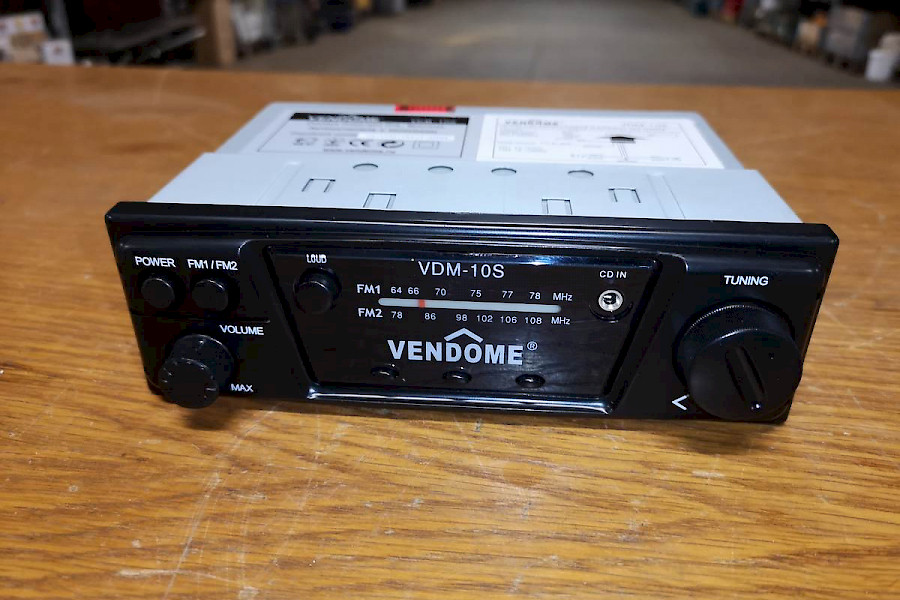 VENDOME
VENDOME
POWER FM1 / FM2
LOUD
VDM-10S
CD IN
TUNING
FM1 64 66 70 75 77 78 MHz
FM2 78 86 98 102 106 108 MHz
VOLUME
VENDOME®
MAX
<